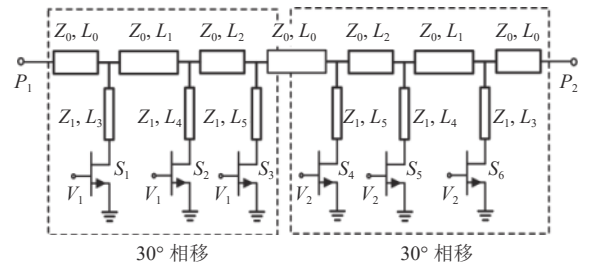 Z0, L0 Z0, L1 Z0, L2 Z0, L0 Z0, L2 Z0, L1 Z0, L0
P1 P2
Z1, L3 Z1, L4 Z1, L5 Z1, L5 Z1, L4 Z1, L3
S1 S2 S3 S4 S5 S6
V1 V1 V1 V2 V2 V2
30° 相移 30° 相移